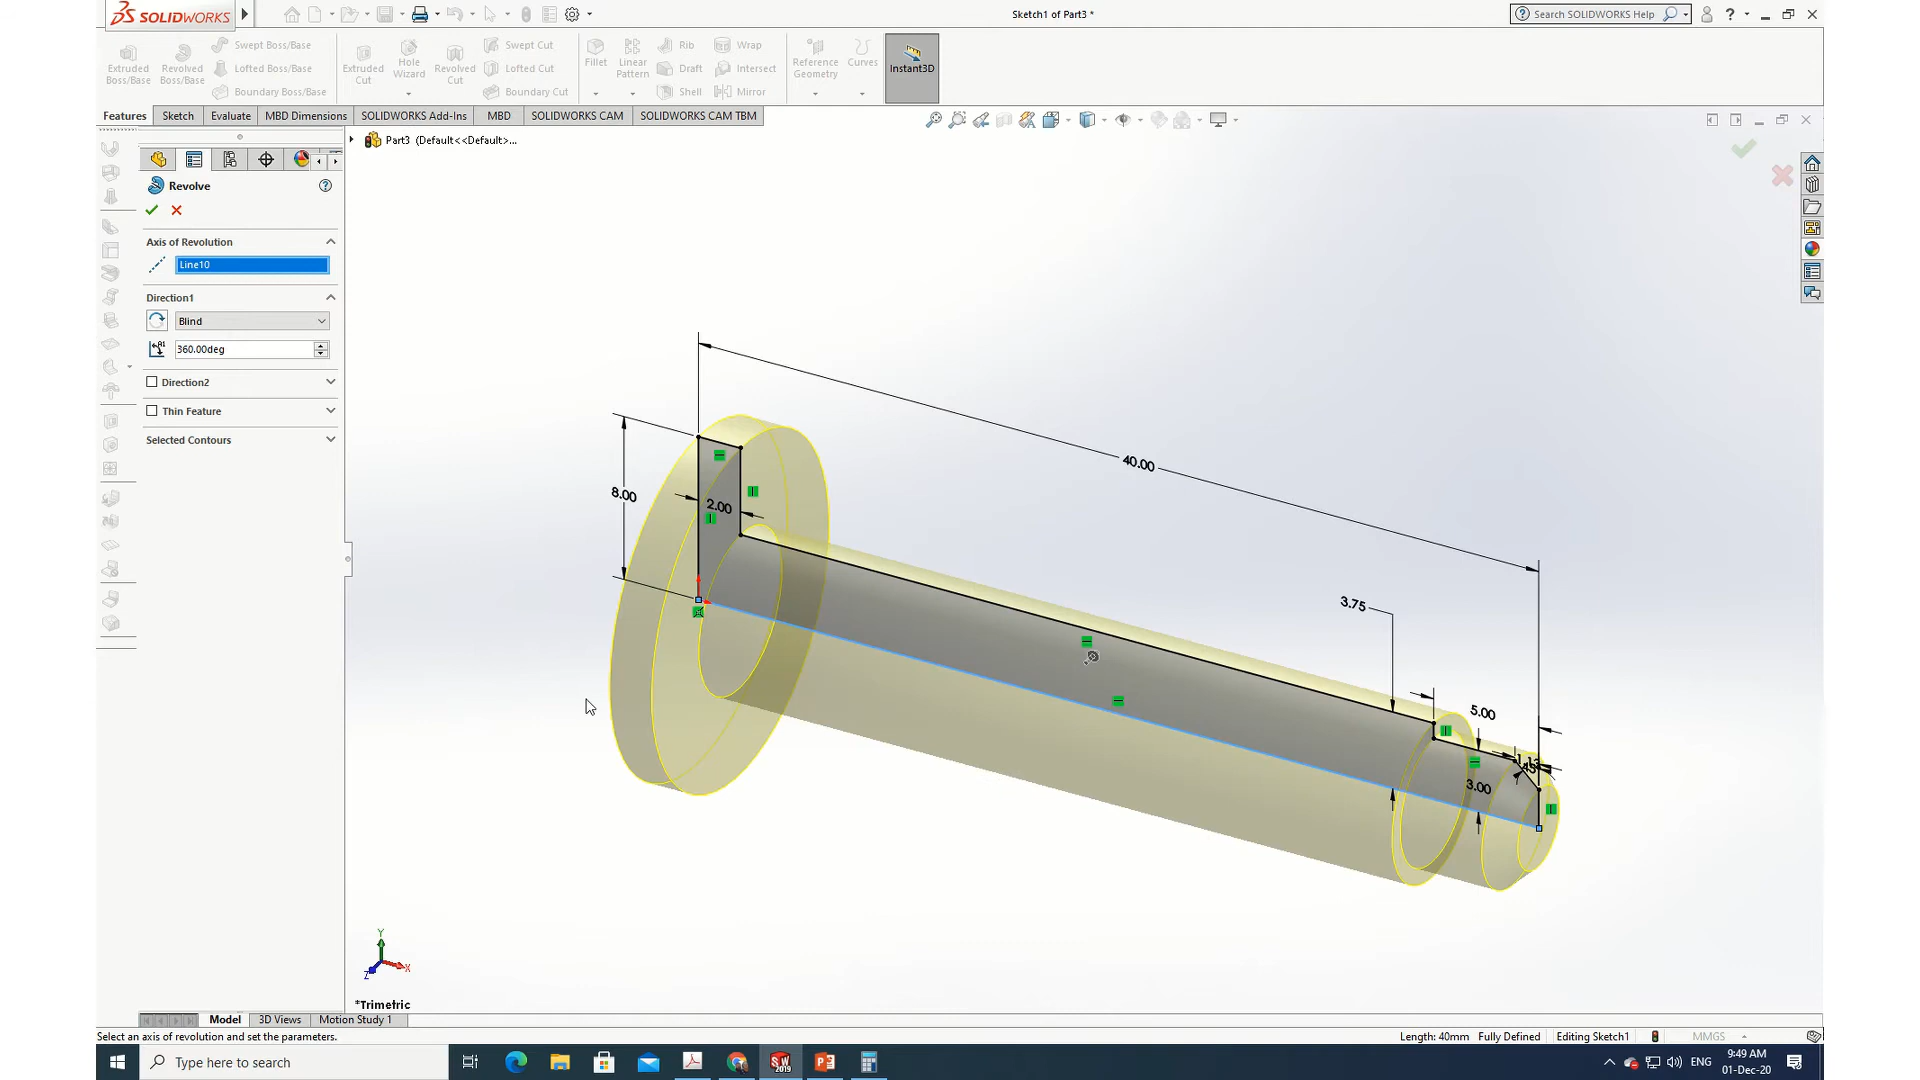 SOLIDWORKS
Sketch1 of Part3 *
Search SOLIDWORKS Help
Extruded Boss/Base
Revolved Boss/Base
Swept Boss/Base
Lofted Boss/Base
Boundary Boss/Base
Extruded Cut
Hole Wizard
Revolved Cut
Swept Cut
Lofted Cut
Boundary Cut
Fillet
Linear Pattern
Rib
Draft
Shell
Wrap
Intersect
Mirror
Reference Geometry
Curves
Instant3D
Features Sketch Evaluate MBD Dimensions SOLIDWORKS Add-Ins MBD SOLIDWORKS CAM SOLIDWORKS CAM TBM
Part3 (Default<<Default>...
Revolve
Axis of Revolution
Line10
Direction1
Blind
360.00deg
Direction2
Thin Feature
Selected Contours
40.00
8.00
2.00
3.75
5.00
3.00
Y
X
Z
*Trimetric
Model 3D Views Motion Study 1
Select an axis of revolution and set the parameters.
Length: 40mm Fully Defined Editing Sketch1 MMGS
Type here to search
SW
2019
ENG
9:49 AM
01-Dec-20